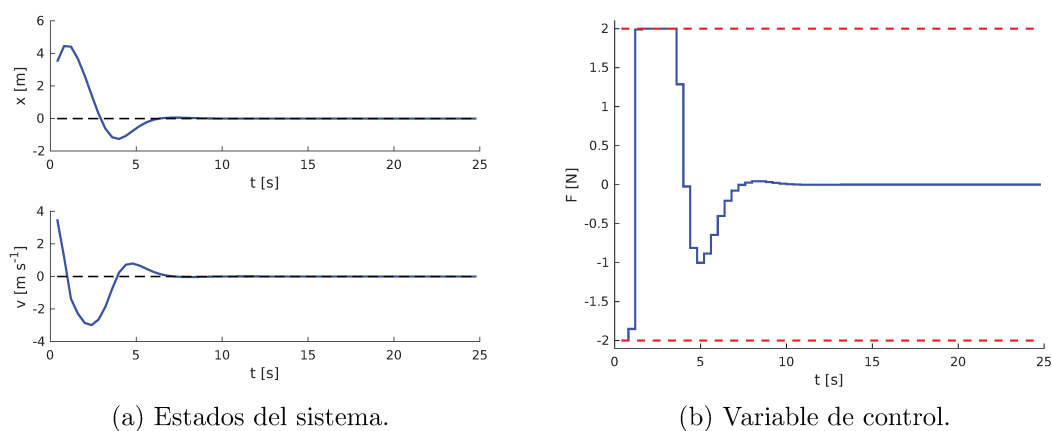 6
4
2
0
-2
x [m]
0 5 10 15 20 25
t [s]
4
2
0
-2
-4
v [m s⁻¹]
0 5 10 15 20 25
t [s]
(a) Estados del sistema.
2
1.5
1
0.5
0
-0.5
-1
-1.5
-2
F [N]
0 5 10 15 20 25
t [s]
(b) Variable de control.